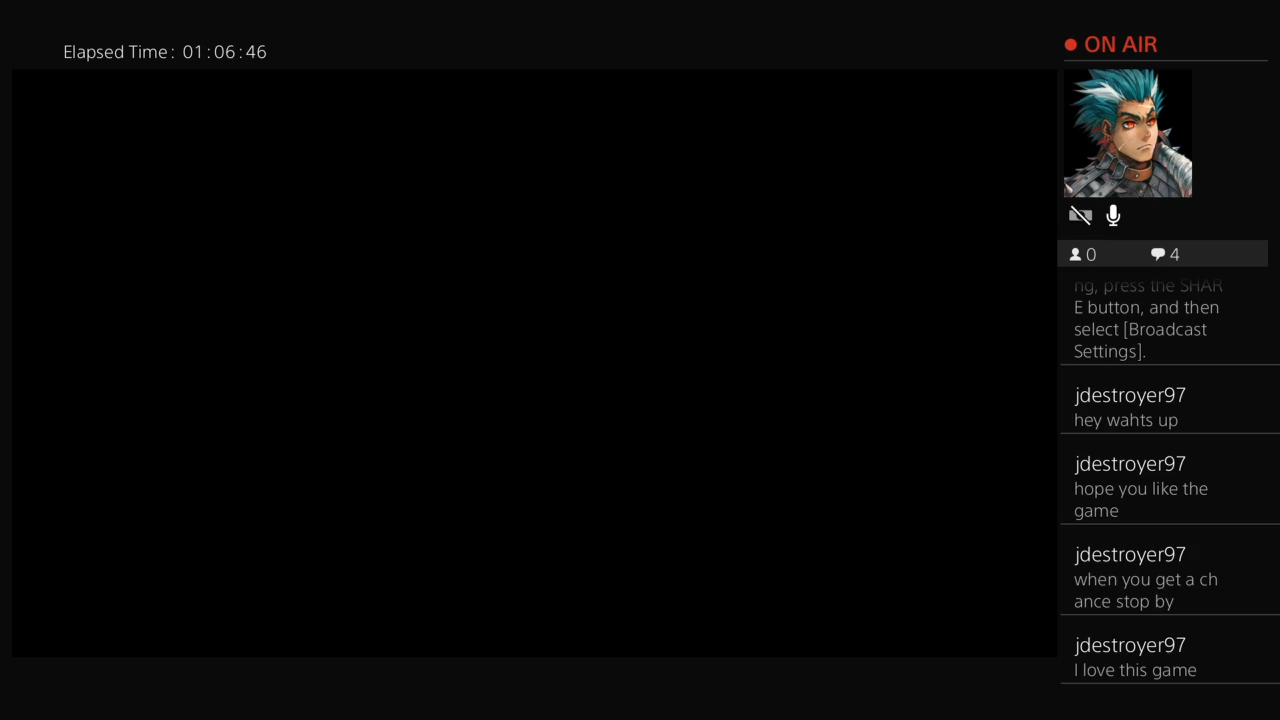 Elapsed Time: 01:06:46
ON AIR
0 4
ng, press the SHAR
E button, and then
select [Broadcast
Settings].
jdestroyer97
hey wahts up
jdestroyer97
hope you like the
game
jdestroyer97
when you get a ch
ance stop by
jdestroyer97
I love this game